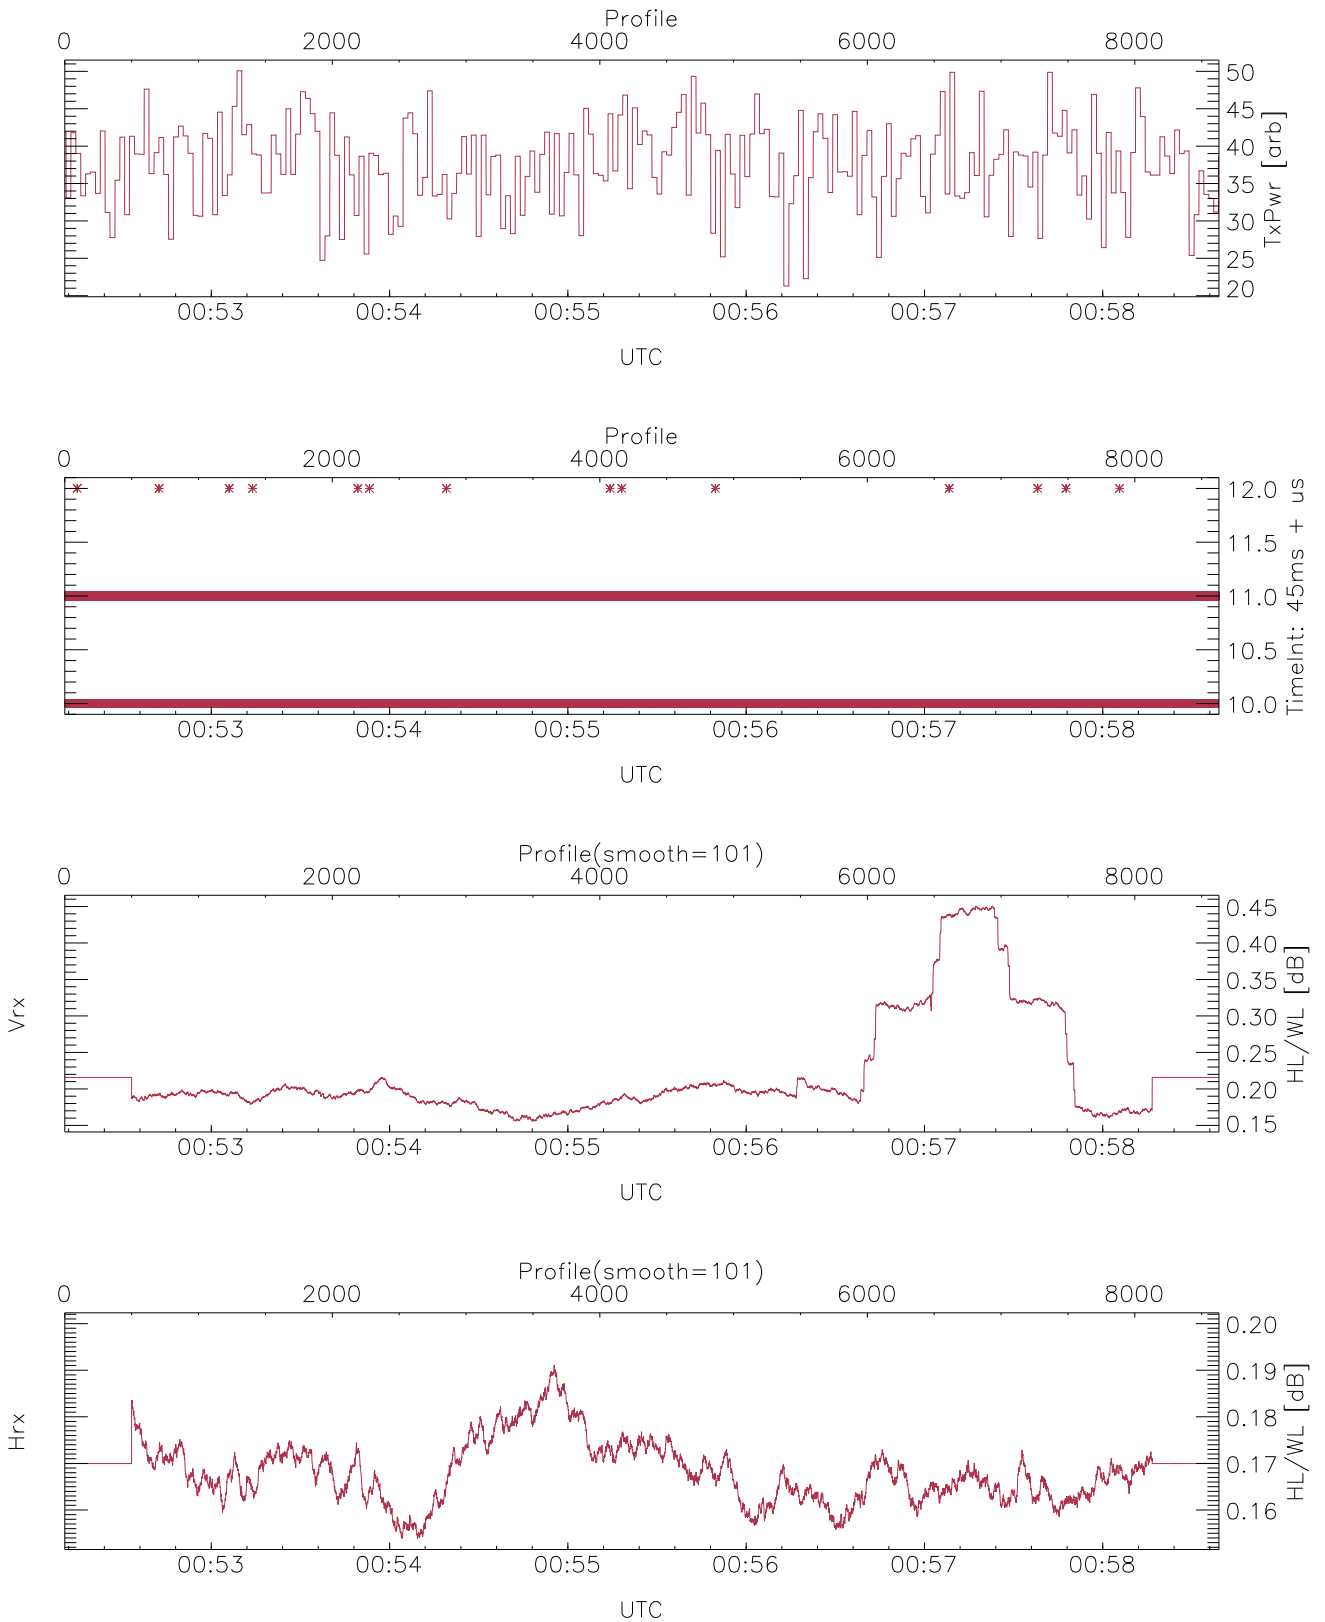 Profile
0 2000 4000 6000 8000
50
45
40
35
30
25
20
TxPwr [arb]
00:53 00:54 00:55 00:56 00:57 00:58
UTC
Profile
0 2000 4000 6000 8000
12.0
11.5
11.0
10.5
10.0
TimeInt: 45ms + us
00:53 00:54 00:55 00:56 00:57 00:58
UTC
Profile(smooth=101)
0 2000 4000 6000 8000
Vrx
0.45
0.40
0.35
0.30
0.25
0.20
0.15
HL/WL [dB]
00:53 00:54 00:55 00:56 00:57 00:58
UTC
Profile(smooth=101)
0 2000 4000 6000 8000
Hrx
0.20
0.19
0.18
0.17
0.16
HL/WL [dB]
00:53 00:54 00:55 00:56 00:57 00:58
UTC